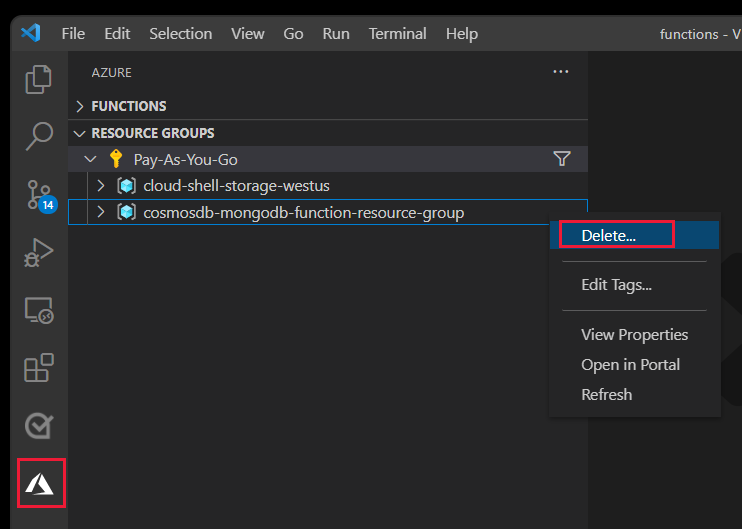 File Edit Selection View Go Run Terminal Help functions - V
AZURE ...
FUNCTIONS
RESOURCE GROUPS
Pay-As-You-Go
cloud-shell-storage-westus
14
cosmosdb-mongodb-function-resource-group
Delete...
Edit Tags...
View Properties
Open in Portal
Refresh